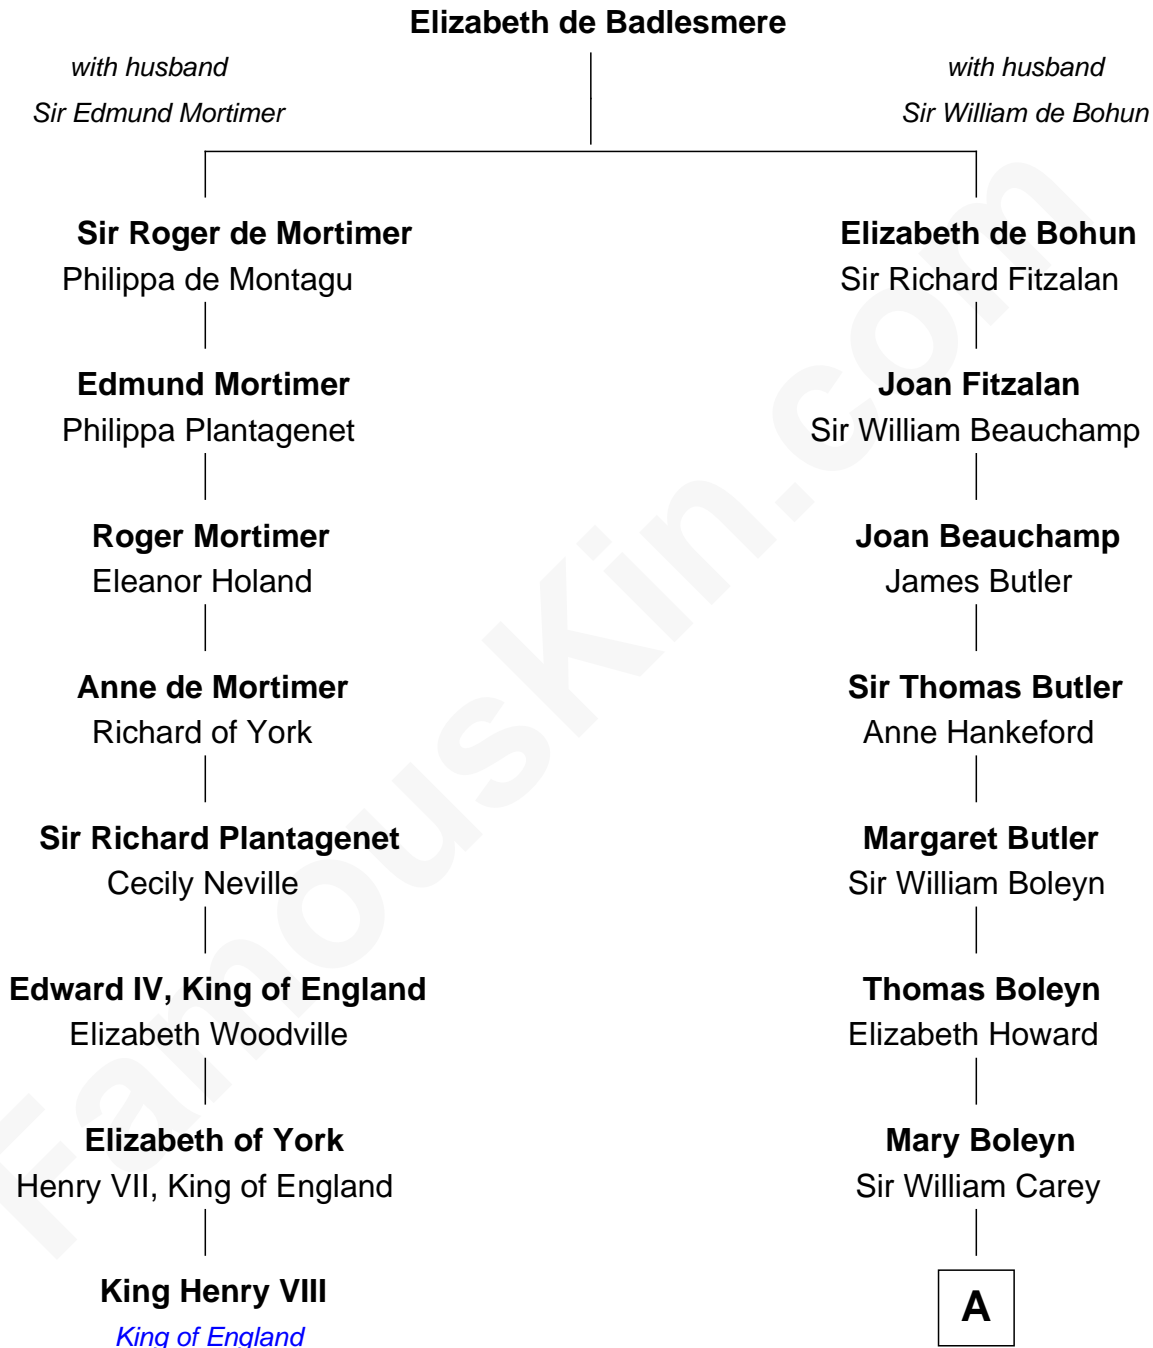 Elizabeth de Badlesmere
with husband
Sir Edmund Mortimer
with husband
Sir William de Bohun
Sir Roger de Mortimer
Philippa de Montagu
Elizabeth de Bohun
Sir Richard Fitzalan
Edmund Mortimer
Philippa Plantagenet
Joan Fitzalan
Sir William Beauchamp
Roger Mortimer
Eleanor Holand
Joan Beauchamp
James Butler
Anne de Mortimer
Richard of York
Sir Thomas Butler
Anne Hankeford
Sir Richard Plantagenet
Cecily Neville
Margaret Butler
Sir William Boleyn
Edward IV, King of England
Elizabeth Woodville
Thomas Boleyn
Elizabeth Howard
Elizabeth of York
Henry VII, King of England
Mary Boleyn
Sir William Carey
King Henry VIII
King of England
A
FamousKin.com